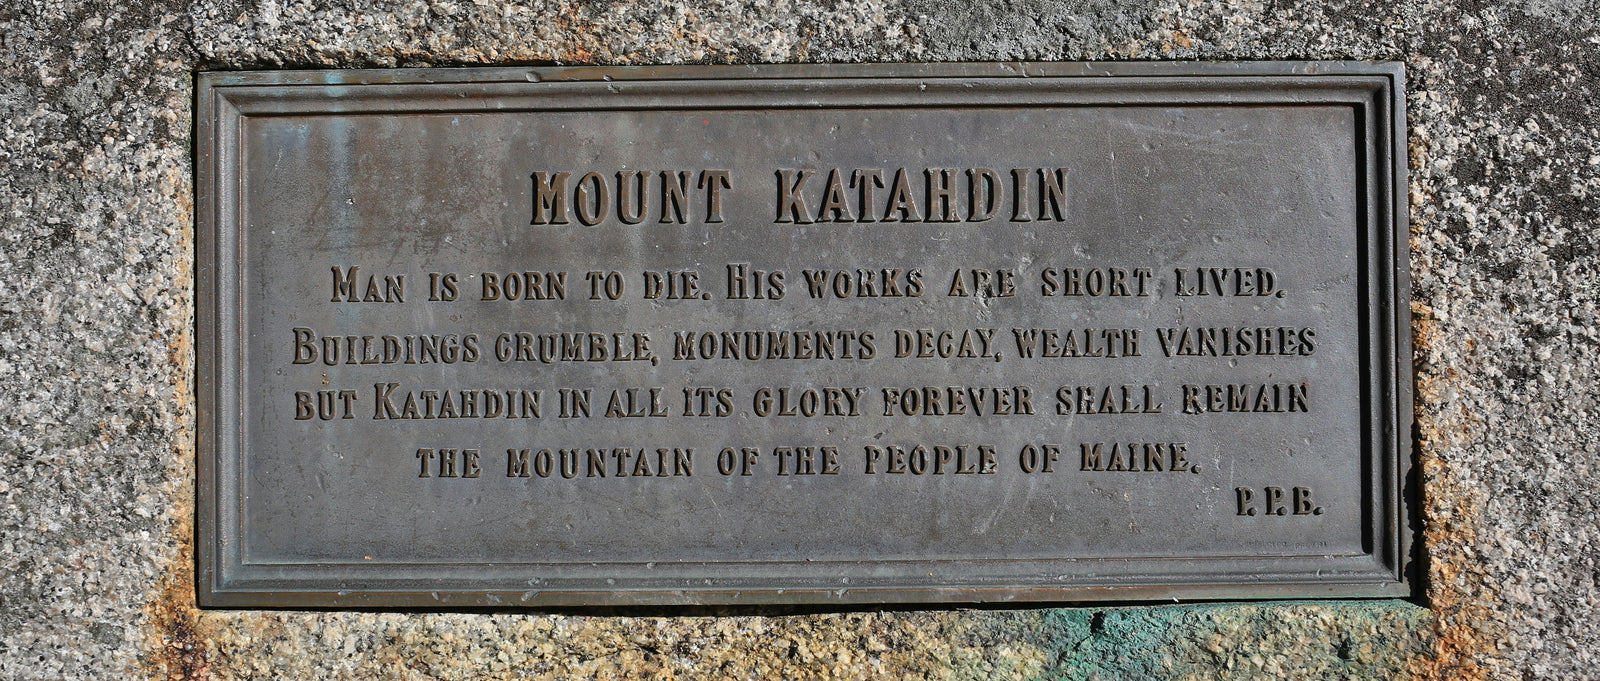 MOUNT KATAHDIN
MAN IS BORN TO DIE. HIS WORKS ARE SHORT LIVED.
BUILDINGS CRUMBLE, MONUMENTS DECAY, WEALTH VANISHES
BUT KATAHDIN IN ALL ITS GLORY FOREVER SHALL REMAIN
THE MOUNTAIN OF THE PEOPLE OF MAINE.
P.P.B.